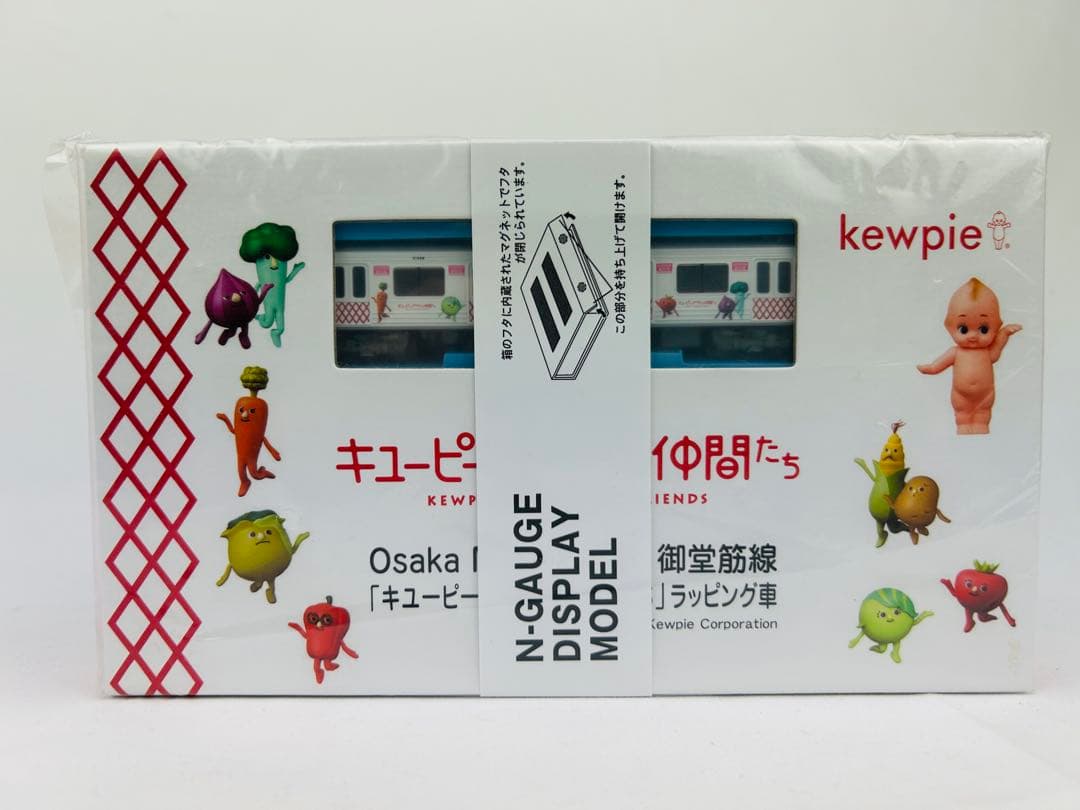 kewpie
キューピー
仲間たち
KEWP
IENDS
Osaka
御堂筋線
「キューピー
」ラッピング車
Kewpie Corporation
箱のフタに内蔵されたマグネットでフタ
が閉じられています。
この部分を持ち上げて開けます。
N-GAUGE
DISPLAY
MODEL